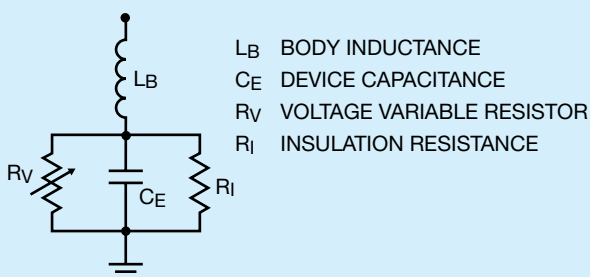 LB BODY INDUCTANCE
CE DEVICE CAPACITANCE
RV VOLTAGE VARIABLE RESISTOR
RI INSULATION RESISTANCE
LB
RV
CE
RI